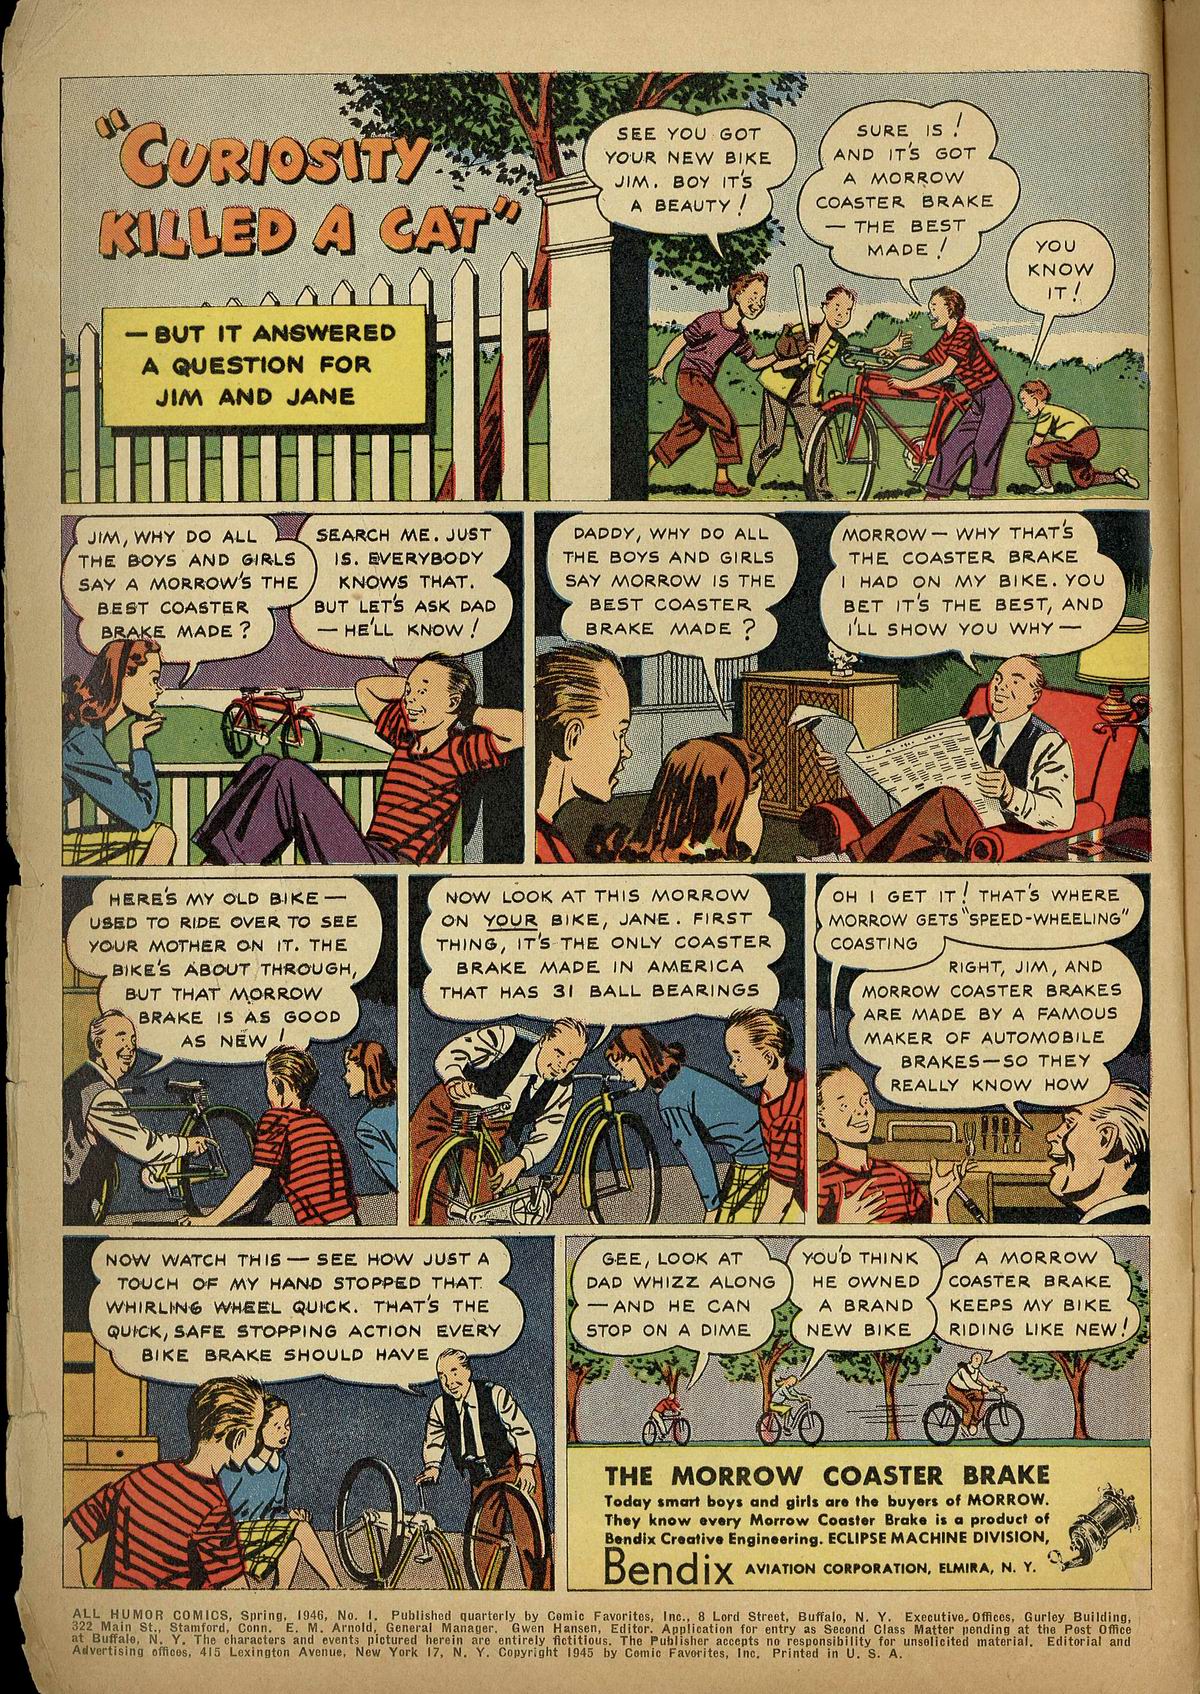 "CURIOSITY
KILLED A CAT"
— BUT IT ANSWERED
A QUESTION FOR
JIM AND JANE
SEE YOU GOT
YOUR NEW BIKE
JIM. BOY IT'S
A BEAUTY!
SURE IS!
AND IT'S GOT
A MORROW
COASTER BRAKE
— THE BEST
MADE!
YOU
KNOW
IT!
JIM, WHY DO ALL
THE BOYS AND GIRLS
SAY A MORROW'S THE
BEST COASTER
BRAKE MADE?
SEARCH ME. JUST
IS. EVERYBODY
KNOWS THAT.
BUT LET'S ASK DAD
— HE'LL KNOW!
DADDY, WHY DO ALL
THE BOYS AND GIRLS
SAY MORROW IS THE
BEST COASTER
BRAKE MADE?
MORROW — WHY THAT'S
THE COASTER BRAKE
I HAD ON MY BIKE. YOU
BET IT'S THE BEST, AND
I'LL SHOW YOU WHY —
HERE'S MY OLD BIKE —
USED TO RIDE OVER TO SEE
YOUR MOTHER ON IT. THE
BIKE'S ABOUT THROUGH,
BUT THAT MORROW
BRAKE IS AS GOOD
AS NEW!
NOW LOOK AT THIS MORROW
ON YOUR BIKE, JANE. FIRST
THING, IT'S THE ONLY COASTER
BRAKE MADE IN AMERICA
THAT HAS 31 BALL BEARINGS
OH I GET IT! THAT'S WHERE
MORROW GETS "SPEED-WHEELING"
COASTING
RIGHT, JIM, AND
MORROW COASTER BRAKES
ARE MADE BY A FAMOUS
MAKER OF AUTOMOBILE
BRAKES — SO THEY
REALLY KNOW HOW
NOW WATCH THIS — SEE HOW JUST A
TOUCH OF MY HAND STOPPED THAT
WHIRLING WHEEL QUICK. THAT'S THE
QUICK, SAFE STOPPING ACTION EVERY
BIKE BRAKE SHOULD HAVE
GEE, LOOK AT
DAD WHIZZ ALONG
— AND HE CAN
STOP ON A DIME
YOU'D THINK
HE OWNED
A BRAND
NEW BIKE
A MORROW
COASTER BRAKE
KEEPS MY BIKE
RIDING LIKE NEW!
THE MORROW COASTER BRAKE
Today smart boys and girls are the buyers of MORROW.
They know every Morrow Coaster Brake is a product of
Bendix Creative Engineering. ECLIPSE MACHINE DIVISION,
Bendix AVIATION CORPORATION, ELMIRA, N. Y.
ALL HUMOR COMICS, Spring, 1946, No. 1. Published quarterly by Comic Favorites, Inc., 8 Lord Street, Buffalo, N. Y. Executive Offices, Gurley Building,
322 Main St., Stamford, Conn. E. M. Arnold, General Manager. Gwen Hansen, Editor. Application for entry as Second Class Matter pending at the Post Office
at Buffalo, N. Y. The characters and events pictured herein are entirely fictitious. The Publisher accepts no responsibility for unsolicited material. Editorial and
Advertising offices, 415 Lexington Avenue, New York 17, N. Y. Copyright 1945 by Comic Favorites, Inc. Printed in U. S. A.